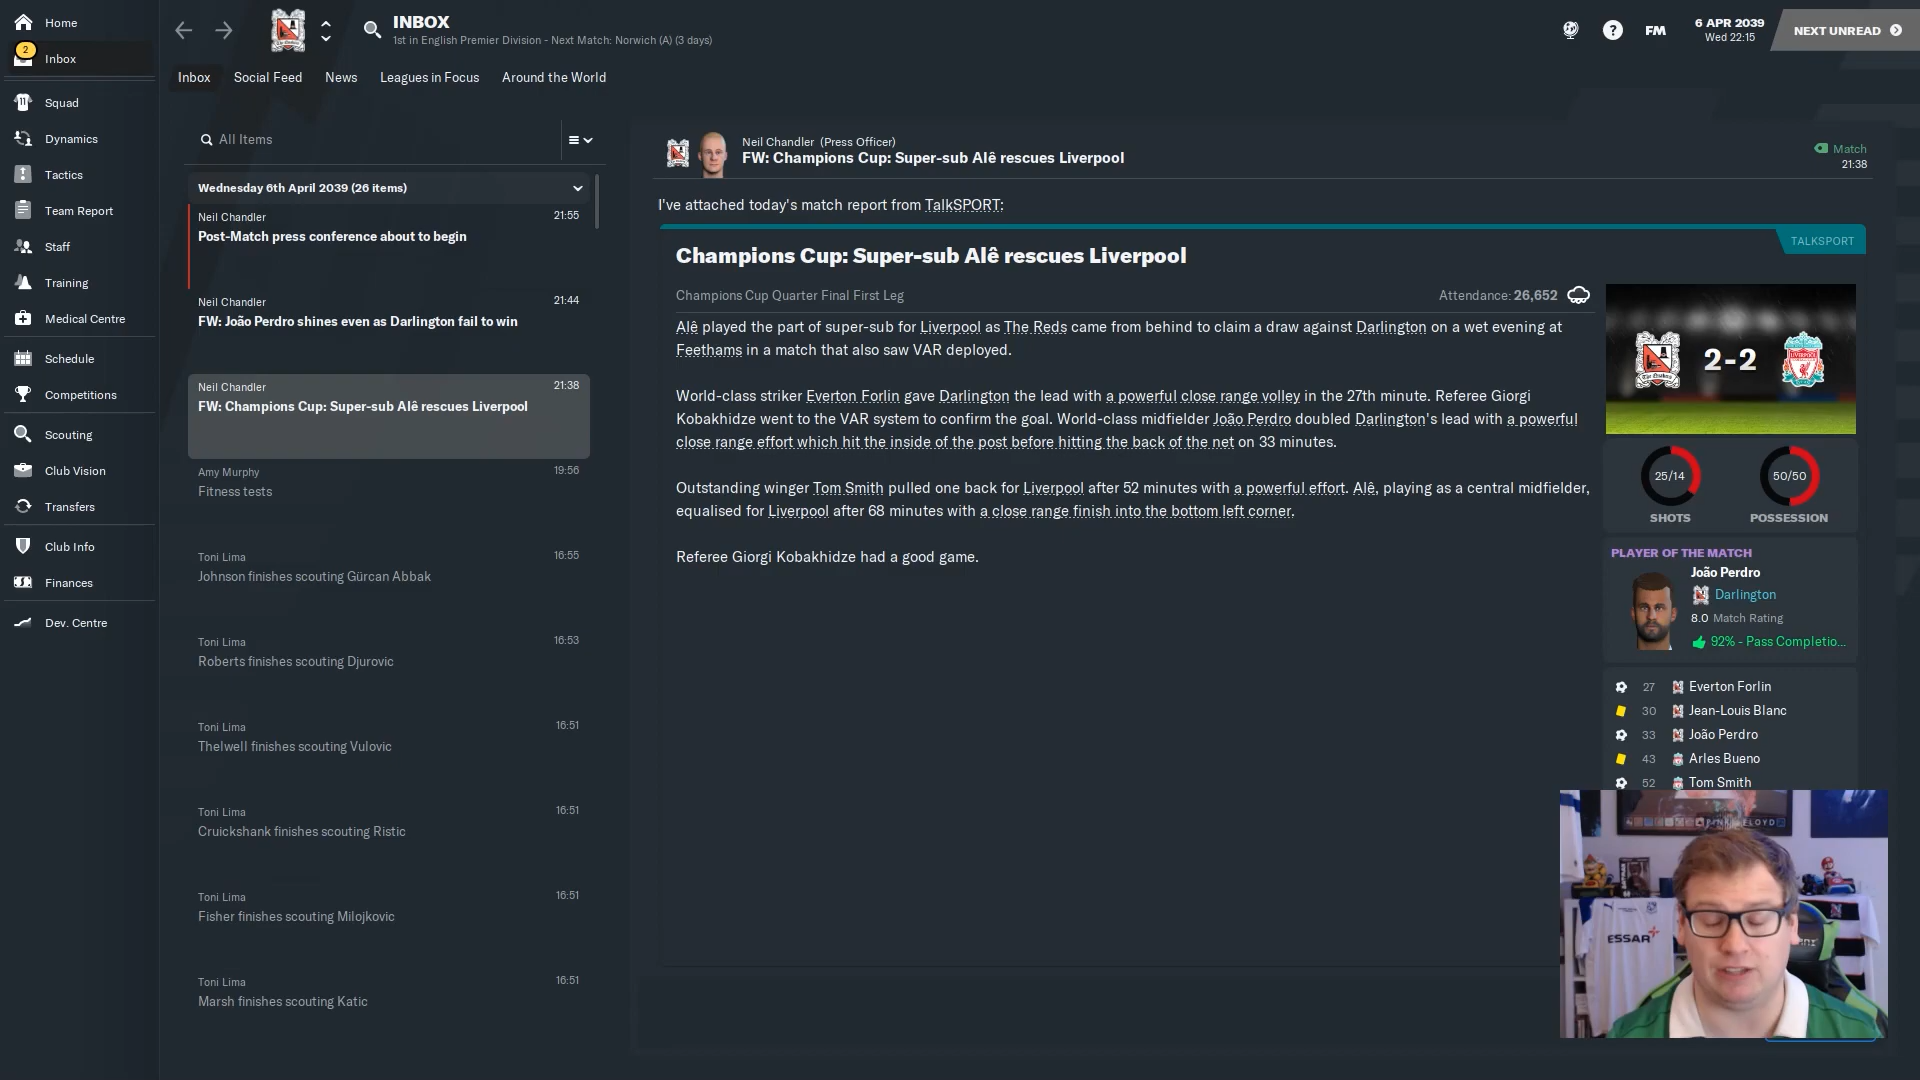 Home
2
Inbox
Squad
Dynamics
Tactics
Team Report
Staff
Training
Medical Centre
Schedule
Competitions
Scouting
Club Vision
Transfers
Club Info
Finances
Dev. Centre
INBOX
1st in English Premier Division - Next Match: Norwich (A) (3 days)
FM
6 APR 2039
Wed 22:15
NEXT UNREAD
Inbox Social Feed News Leagues in Focus Around the World
All Items
Wednesday 6th April 2039 (26 items)
Neil Chandler 21:55
Post-Match press conference about to begin
Neil Chandler 21:44
FW: João Perdro shines even as Darlington fail to win
Neil Chandler 21:38
FW: Champions Cup: Super-sub Alê rescues Liverpool
Amy Murphy 19:56
Fitness tests
Toni Lima 16:55
Johnson finishes scouting Gürcan Abbak
Toni Lima 16:53
Roberts finishes scouting Djurovic
Toni Lima 16:51
Thelwell finishes scouting Vulovic
Toni Lima 16:51
Cruickshank finishes scouting Ristic
Toni Lima 16:51
Fisher finishes scouting Milojkovic
Toni Lima 16:51
Marsh finishes scouting Katic
Neil Chandler (Press Officer)
FW: Champions Cup: Super-sub Alê rescues Liverpool
Match
21:38
I've attached today's match report from TalkSPORT:
TALKSPORT
Champions Cup: Super-sub Alê rescues Liverpool
Champions Cup Quarter Final First Leg Attendance: 26,652
Alê played the part of super-sub for Liverpool as The Reds came from behind to claim a draw against Darlington on a wet evening at
Feethams in a match that also saw VAR deployed.
World-class striker Everton Forlin gave Darlington the lead with a powerful close range volley in the 27th minute. Referee Giorgi
Kobakhidze went to the VAR system to confirm the goal. World-class midfielder João Perdro doubled Darlington's lead with a powerful
close range effort which hit the inside of the post before hitting the back of the net on 33 minutes.
Outstanding winger Tom Smith pulled one back for Liverpool after 52 minutes with a powerful effort. Alê, playing as a central midfielder,
equalised for Liverpool after 68 minutes with a close range finish into the bottom left corner.
Referee Giorgi Kobakhidze had a good game.
2-2
25/14 50/50
SHOTS POSSESSION
PLAYER OF THE MATCH
João Perdro
Darlington
8.0 Match Rating
92% - Pass Completio...
27 Everton Forlin
30 Jean-Louis Blanc
33 João Perdro
43 Arles Bueno
52 Tom Smith
ESSAR